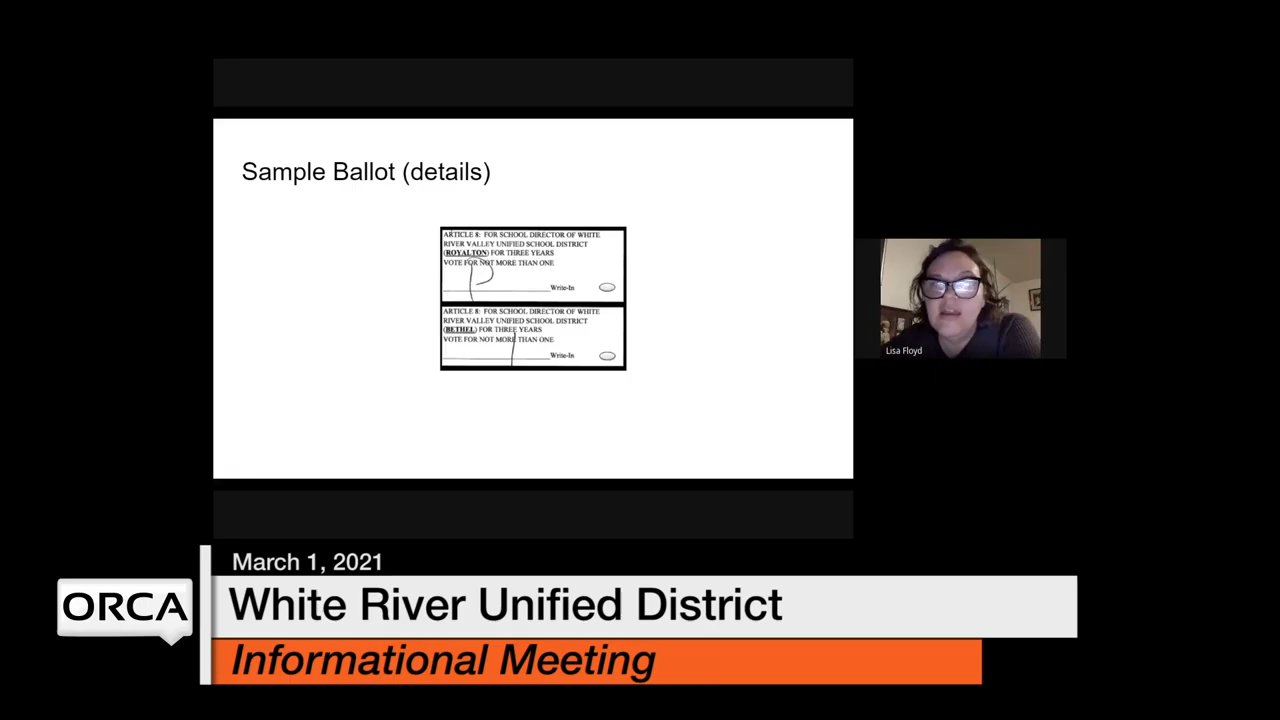 Sample Ballot (details)
ARTICLE 8: FOR SCHOOL DIRECTOR OF WHITE
RIVER VALLEY UNIFIED SCHOOL DISTRICT
(ROYALTON) FOR THREE YEARS
VOTE FOR NOT MORE THAN ONE
Write-In
ARTICLE 8: FOR SCHOOL DIRECTOR OF WHITE
RIVER VALLEY UNIFIED SCHOOL DISTRICT
(BETHEL) FOR THREE YEARS
VOTE FOR NOT MORE THAN ONE
Write-In
Lisa Floyd
March 1, 2021
ORCA
White River Unified District
Informational Meeting